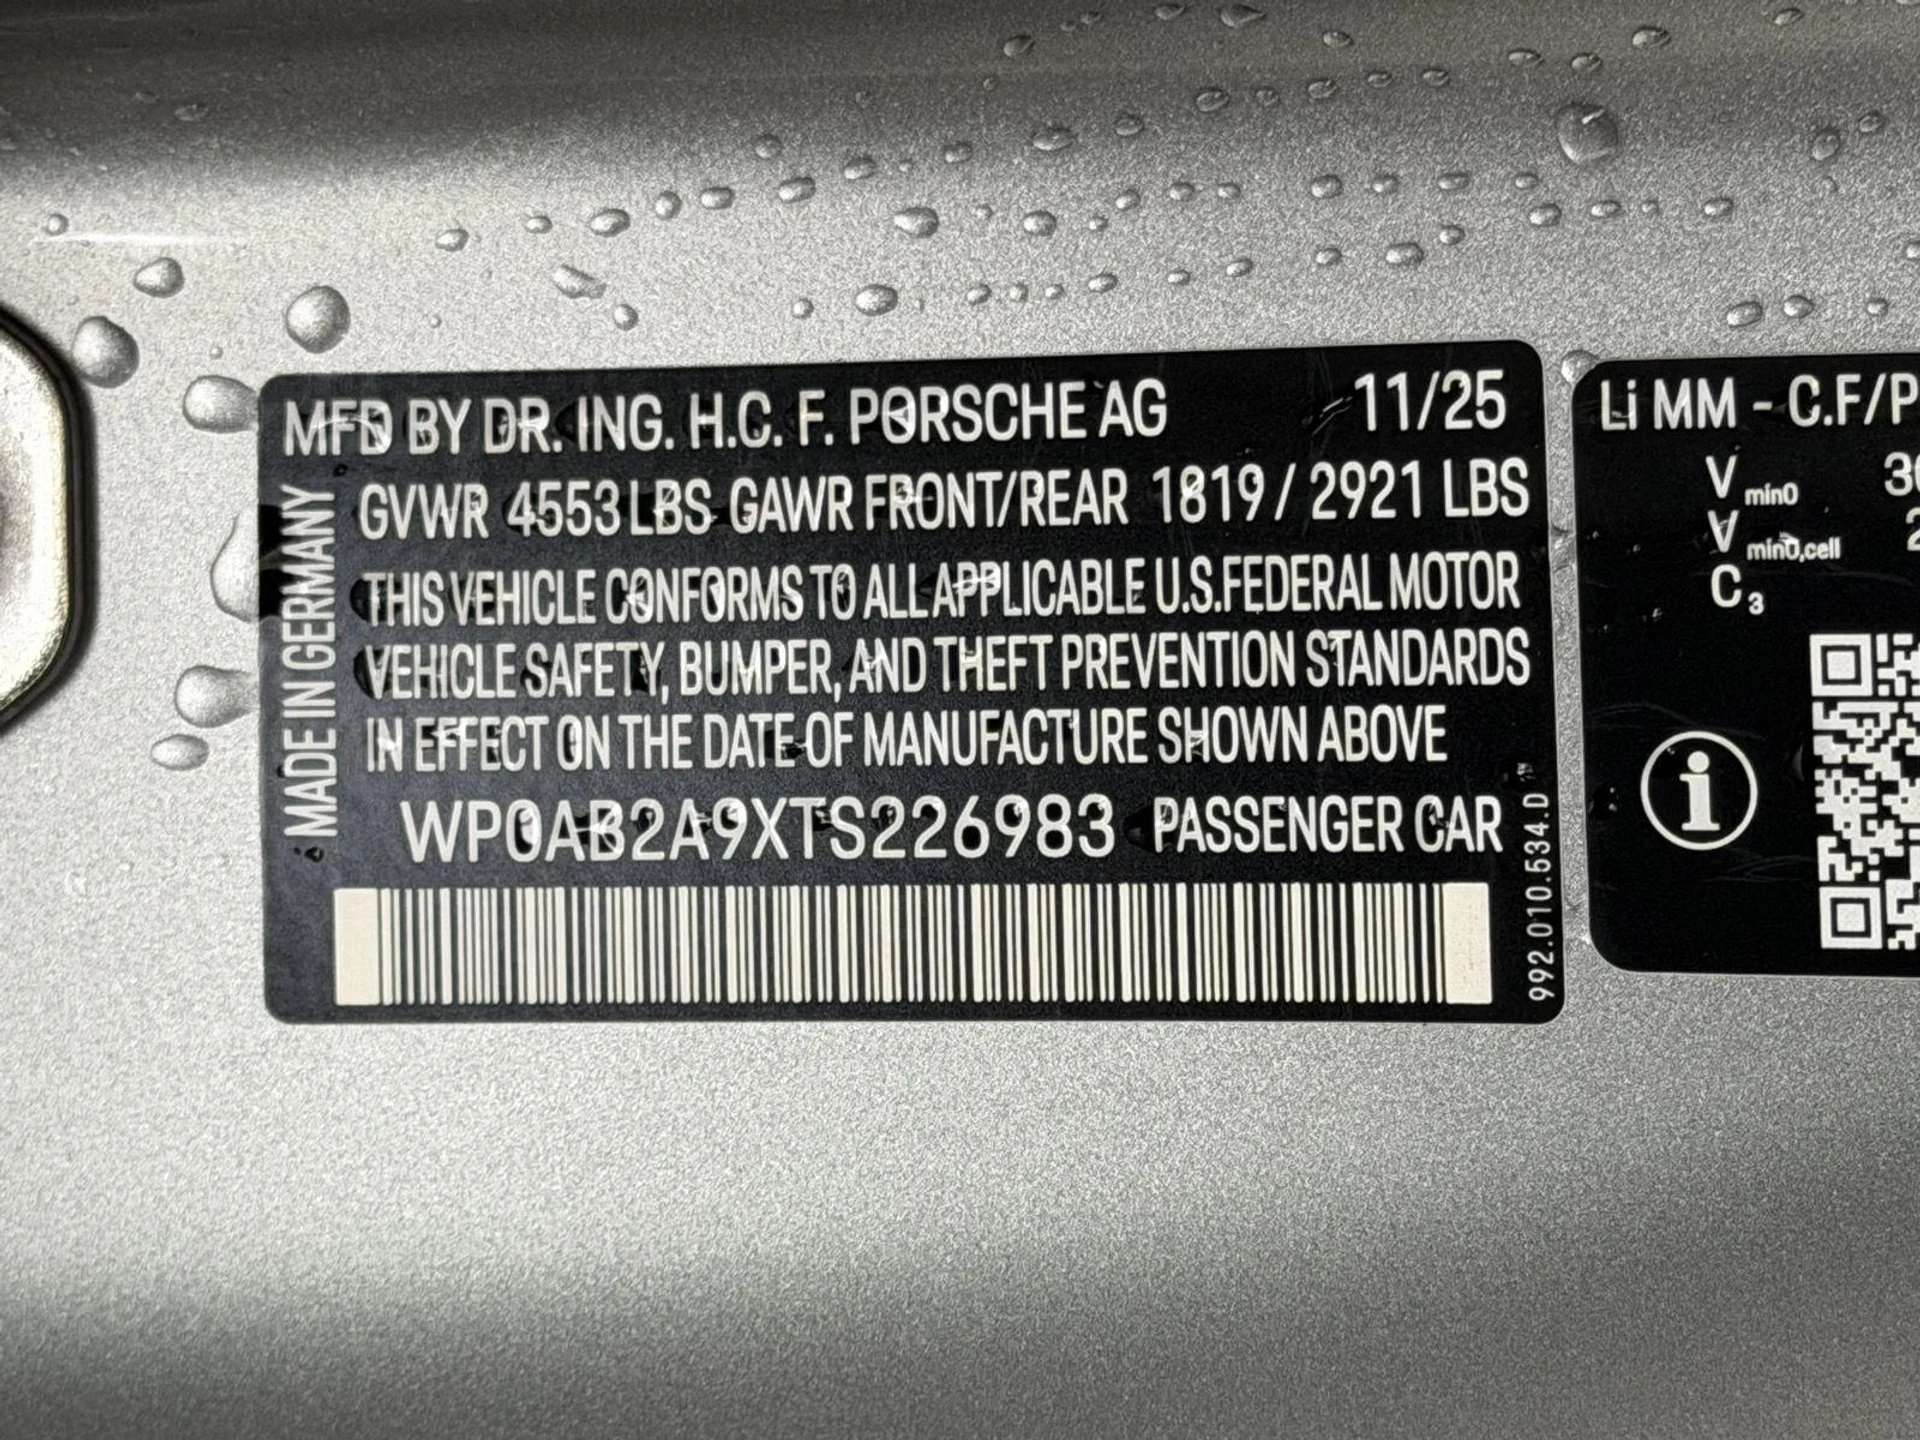 MFD BY DR. ING. H.C. F. PORSCHE AG 11/25
GVWR 4553 LBS GAWR FRONT/REAR 1819 / 2921 LBS
THIS VEHICLE CONFORMS TO ALL APPLICABLE U.S. FEDERAL MOTOR
VEHICLE SAFETY, BUMPER, AND THEFT PREVENTION STANDARDS
IN EFFECT ON THE DATE OF MANUFACTURE SHOWN ABOVE
WP0AB2A9XTS226983 PASSENGER CAR
MADE IN GERMANY
992.010.534.D
Li MM - C.F/P
V min0
V min0,cell
C 3